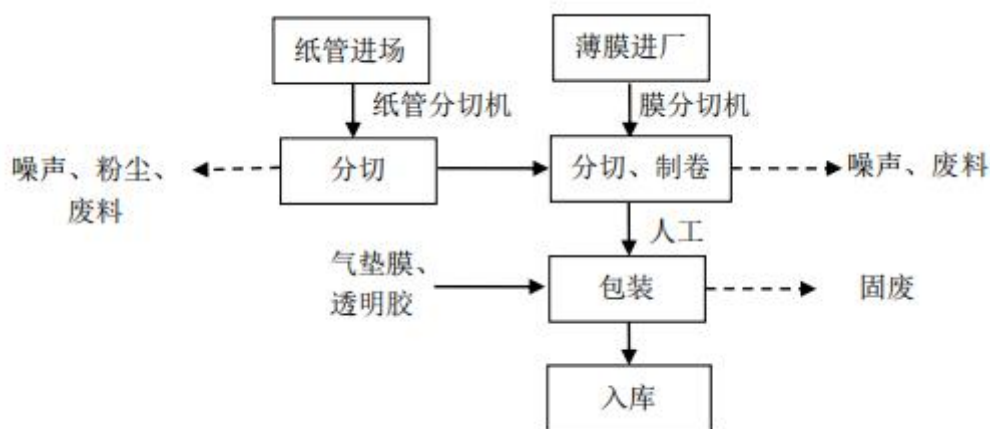 纸管进场
薄膜进厂
纸管分切机
膜分切机
噪声、粉尘、
废料
分切
分切、制卷
噪声、废料
人工
气垫膜、
透明胶
包装
固废
入库